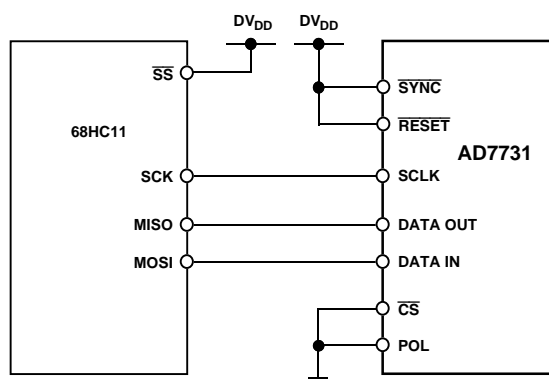 DVDD DVDD
SS
SYNC
68HC11
RESET
AD7731
SCK
SCLK
MISO
DATA OUT
MOSI
DATA IN
CS
POL